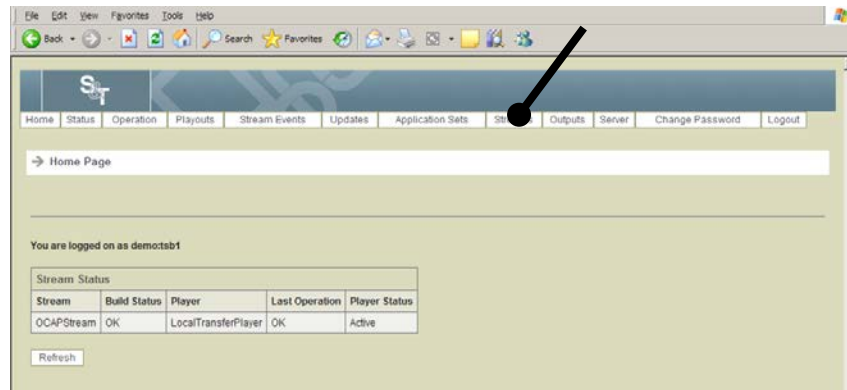 File Edit View Favorites Tools Help
Back Search Favorites
S&T
Home Status Operation Playouts Stream Events Updates Application Sets Outputs Server Change Password Logout
Home Page
You are logged on as demo:tsb1
Stream Status
Stream Build Status Player Last Operation Player Status
OCAPStream OK LocalTransferPlayer OK Active
Refresh